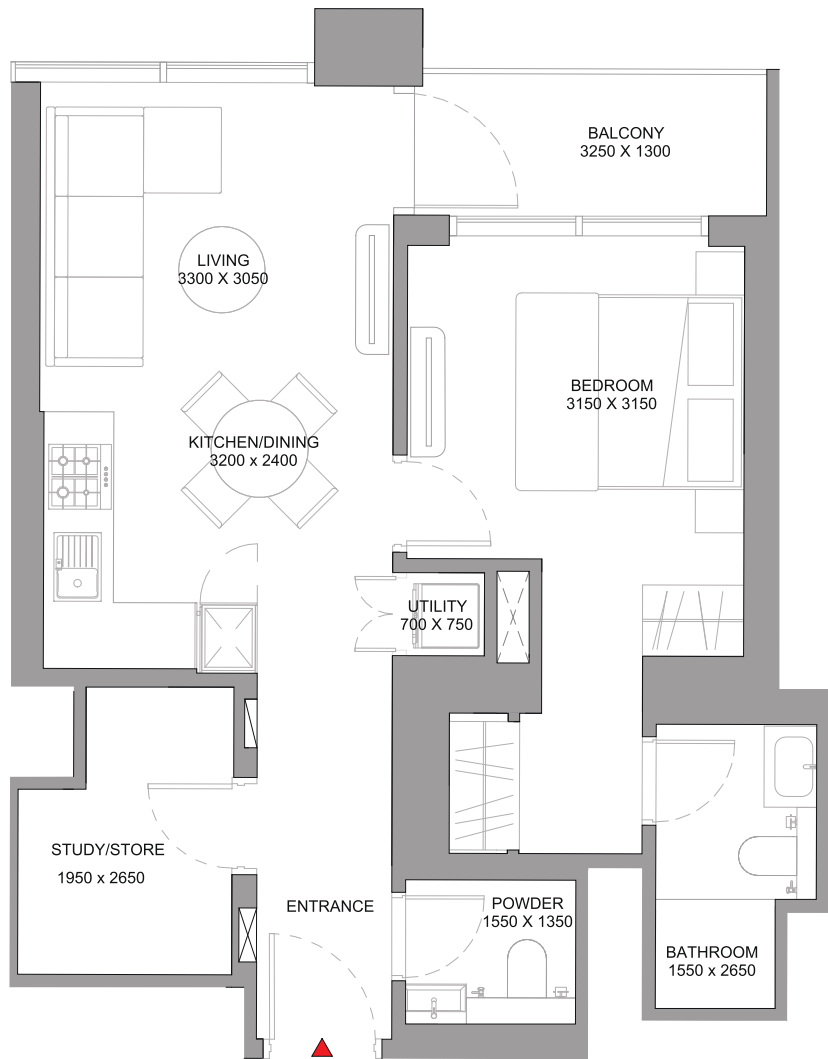 BALCONY
3250 X 1300
LIVING
3300 X 3050
BEDROOM
3150 X 3150
KITCHEN/DINING
3200 x 2400
UTILITY
700 X 750
STUDY/STORE
1950 x 2650
ENTRANCE
POWDER
1550 X 1350
BATHROOM
1550 x 2650